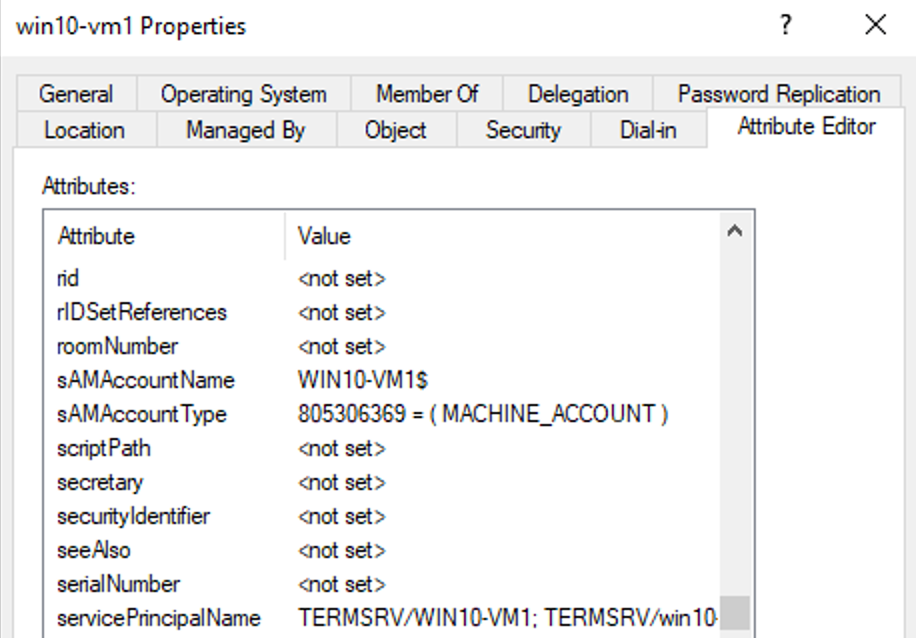 win10-vm1 Properties ? ×
General Operating System Member Of Delegation Password Replication
Location Managed By Object Security Dial-in Attribute Editor
Attributes:
Attribute Value
rid <not set>
rIDSetReferences <not set>
roomNumber <not set>
sAMAccountName WIN10-VM1$
sAMAccountType 805306369 = ( MACHINE_ACCOUNT )
scriptPath <not set>
secretary <not set>
securityIdentifier <not set>
seeAlso <not set>
serialNumber <not set>
servicePrincipalName TERMSRV/WIN10-VM1; TERMSRV/win10-